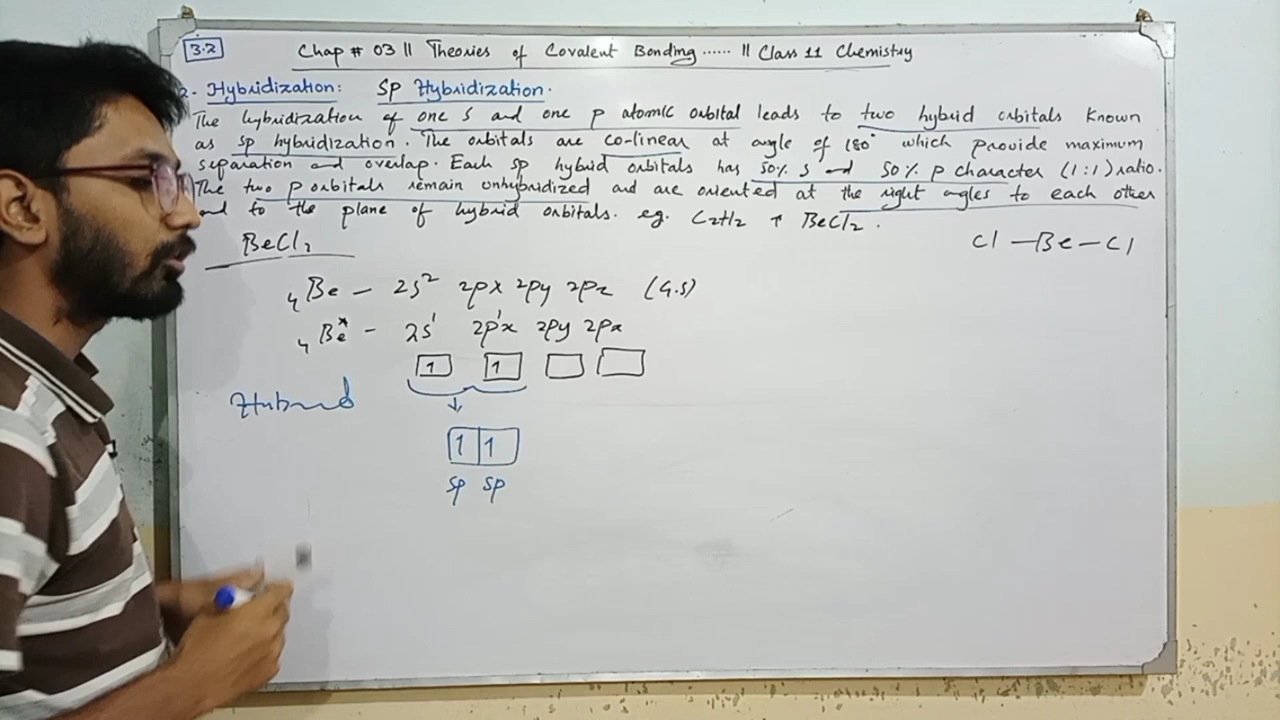 3.2
Chap # 03 || Theories of Covalent Bonding ...... || Class 11 Chemistry
2. Hybridization: Sp Hybridization.
The hybridization of one s and one p atomic orbital leads to two hybrid orbitals known
as sp hybridization. The orbitals are co-linear at angle of 180° which provide maximum
separation and overlap. Each sp hybrid orbitals has 50% s and 50% p character (1:1) ratio.
The two p orbitals remain unhybridized and are oriented at the right angles to each other
and to the plane of hybrid orbitals. eg. C2H2 + BeCl2.
BeCl2
Cl — Be — Cl
4Be — 2s² 2px 2py 2pz (G.S)
4Be* - 2s¹ 2p¹x 2py 2pz
1 1
Hybrid
1 1
sp sp